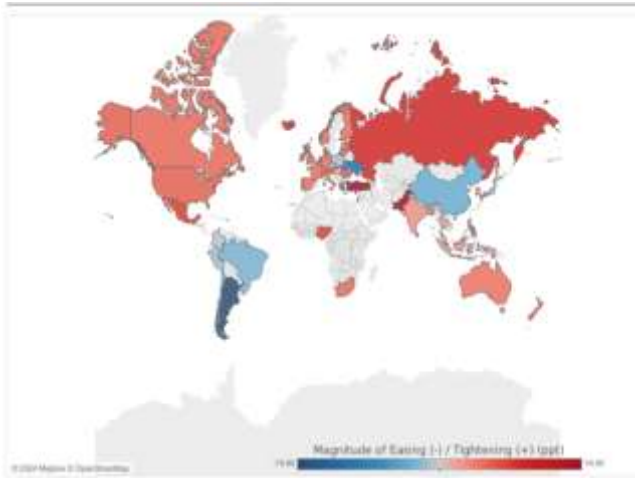 Magnitude of Easing (-) / Tightening (+) (ppt)
© 2024 Mapbox © OpenStreetMap